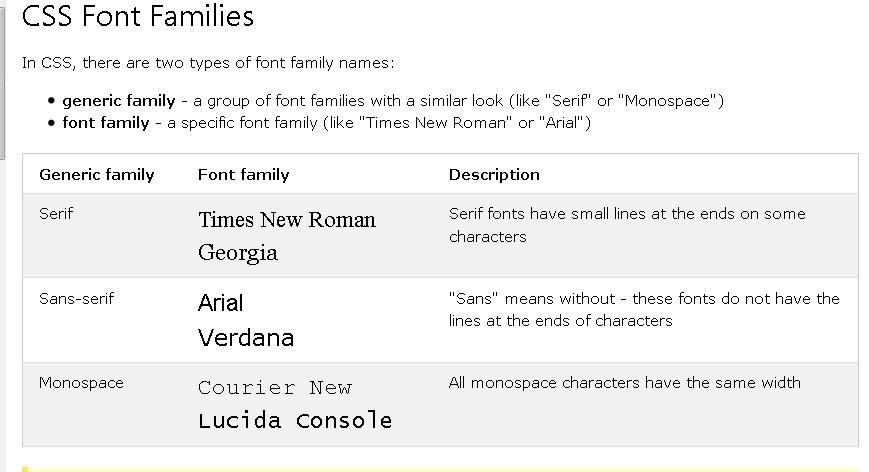 CSS Font Families
In CSS, there are two types of font family names:
• generic family - a group of font families with a similar look (like "Serif" or "Monospace")
• font family - a specific font family (like "Times New Roman" or "Arial")
Generic family Font family Description
Serif Times New Roman Serif fonts have small lines at the ends on some
Georgia characters
Sans-serif Arial "Sans" means without - these fonts do not have the
Verdana lines at the ends of characters
Monospace Courier New All monospace characters have the same width
Lucida Console